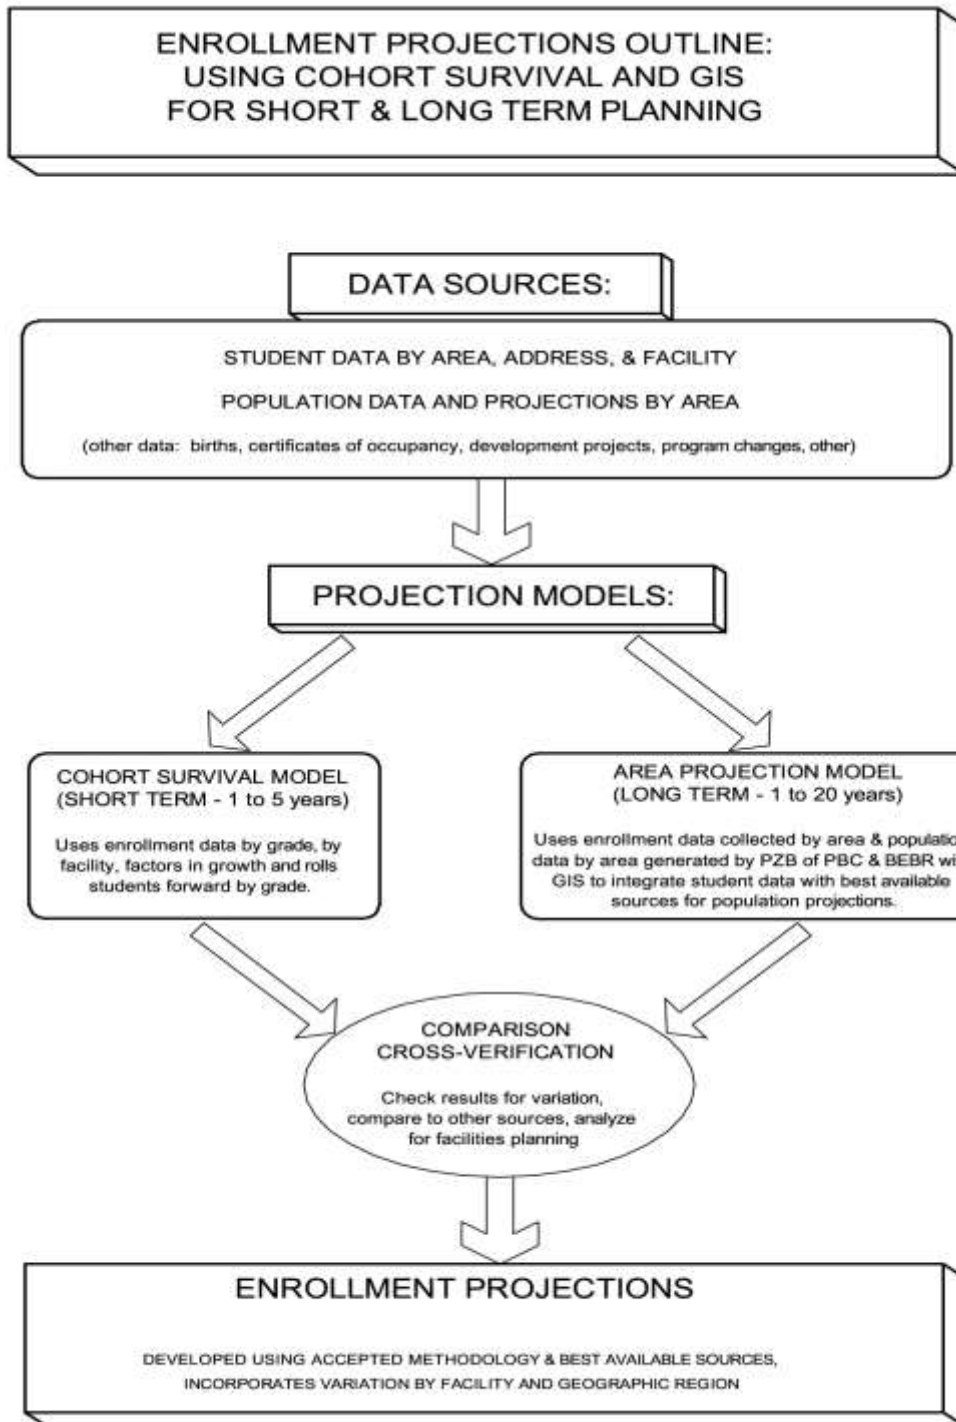 ENROLLMENT PROJECTIONS OUTLINE:
USING COHORT SURVIVAL AND GIS
FOR SHORT & LONG TERM PLANNING
DATA SOURCES:
STUDENT DATA BY AREA, ADDRESS, & FACILITY
POPULATION DATA AND PROJECTIONS BY AREA
(other data: births, certificates of occupancy, development projects, program changes, other)
PROJECTION MODELS:
COHORT SURVIVAL MODEL
(SHORT TERM - 1 to 5 years)
Uses enrollment data by grade, by
facility, factors in growth and rolls
students forward by grade.
AREA PROJECTION MODEL
(LONG TERM - 1 to 20 years)
Uses enrollment data collected by area & populatio
data by area generated by PZB of PBC & BEBR wi
GIS to integrate student data with best available
sources for population projections.
COMPARISON
CROSS-VERIFICATION
Check results for variation,
compare to other sources, analyze
for facilities planning
ENROLLMENT PROJECTIONS
DEVELOPED USING ACCEPTED METHODOLOGY & BEST AVAILABLE SOURCES,
INCORPORATES VARIATION BY FACILITY AND GEOGRAPHIC REGION